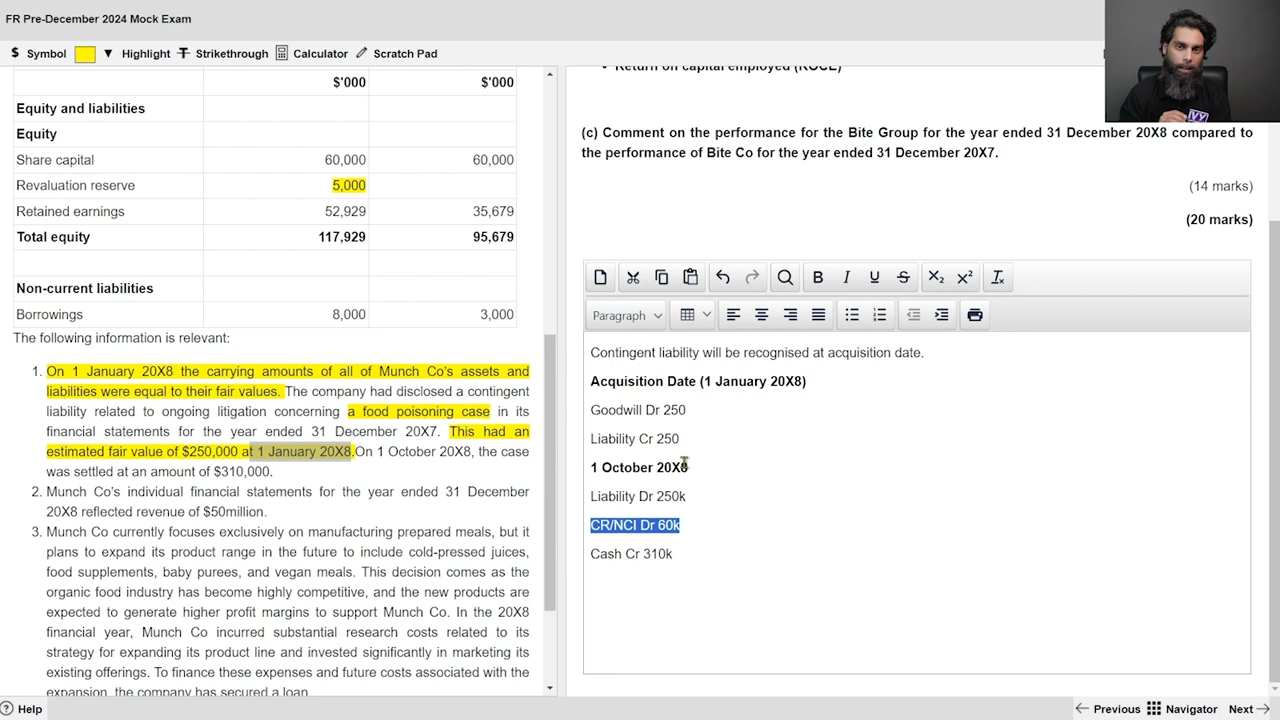 FR Pre-December 2024 Mock Exam
$ Symbol ▼ Highlight T Strikethrough Calculator Scratch Pad
$'000 $'000
Equity and liabilities
Equity
Share capital 60,000 60,000
Revaluation reserve 5,000
Retained earnings 52,929 35,679
Total equity 117,929 95,679
Non-current liabilities
Borrowings 8,000 3,000
The following information is relevant:
1. On 1 January 20X8 the carrying amounts of all of Munch Co's assets and
liabilities were equal to their fair values. The company had disclosed a contingent
liability related to ongoing litigation concerning a food poisoning case in its
financial statements for the year ended 31 December 20X7. This had an
estimated fair value of $250,000 at 1 January 20X8.On 1 October 20X8, the case
was settled at an amount of $310,000.
2. Munch Co's individual financial statements for the year ended 31 December
20X8 reflected revenue of $50million.
3. Munch Co currently focuses exclusively on manufacturing prepared meals, but it
plans to expand its product range in the future to include cold-pressed juices,
food supplements, baby purees, and vegan meals. This decision comes as the
organic food industry has become highly competitive, and the new products are
expected to generate higher profit margins to support Munch Co. In the 20X8
financial year, Munch Co incurred substantial research costs related to its
strategy for expanding its product line and invested significantly in marketing its
existing offerings. To finance these expenses and future costs associated with the
expansion, the company has secured a loan.
• Return on capital employed (ROCE)
(c) Comment on the performance for the Bite Group for the year ended 31 December 20X8 compared to
the performance of Bite Co for the year ended 31 December 20X7.
(14 marks)
(20 marks)
B I U S X₂ X² Tx
Paragraph
Contingent liability will be recognised at acquisition date.
Acquisition Date (1 January 20X8)
Goodwill Dr 250
Liability Cr 250
1 October 20X8
Liability Dr 250k
CR/NCI Dr 60k
Cash Cr 310k
VY
Help Previous Navigator Next